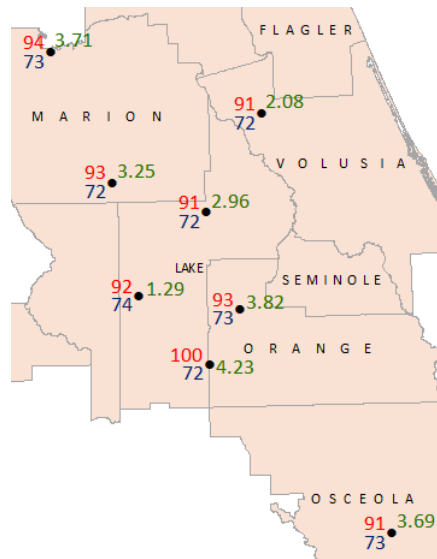 FLAGLER
94 3.71
73
91 2.08
72
MARION
VOLUSIA
93 3.25
72
91 2.96
72
LAKE
SEMINOLE
92 1.29
74
93 3.82
73
ORANGE
100
72 4.23
OSCEOLA
91 3.69
73